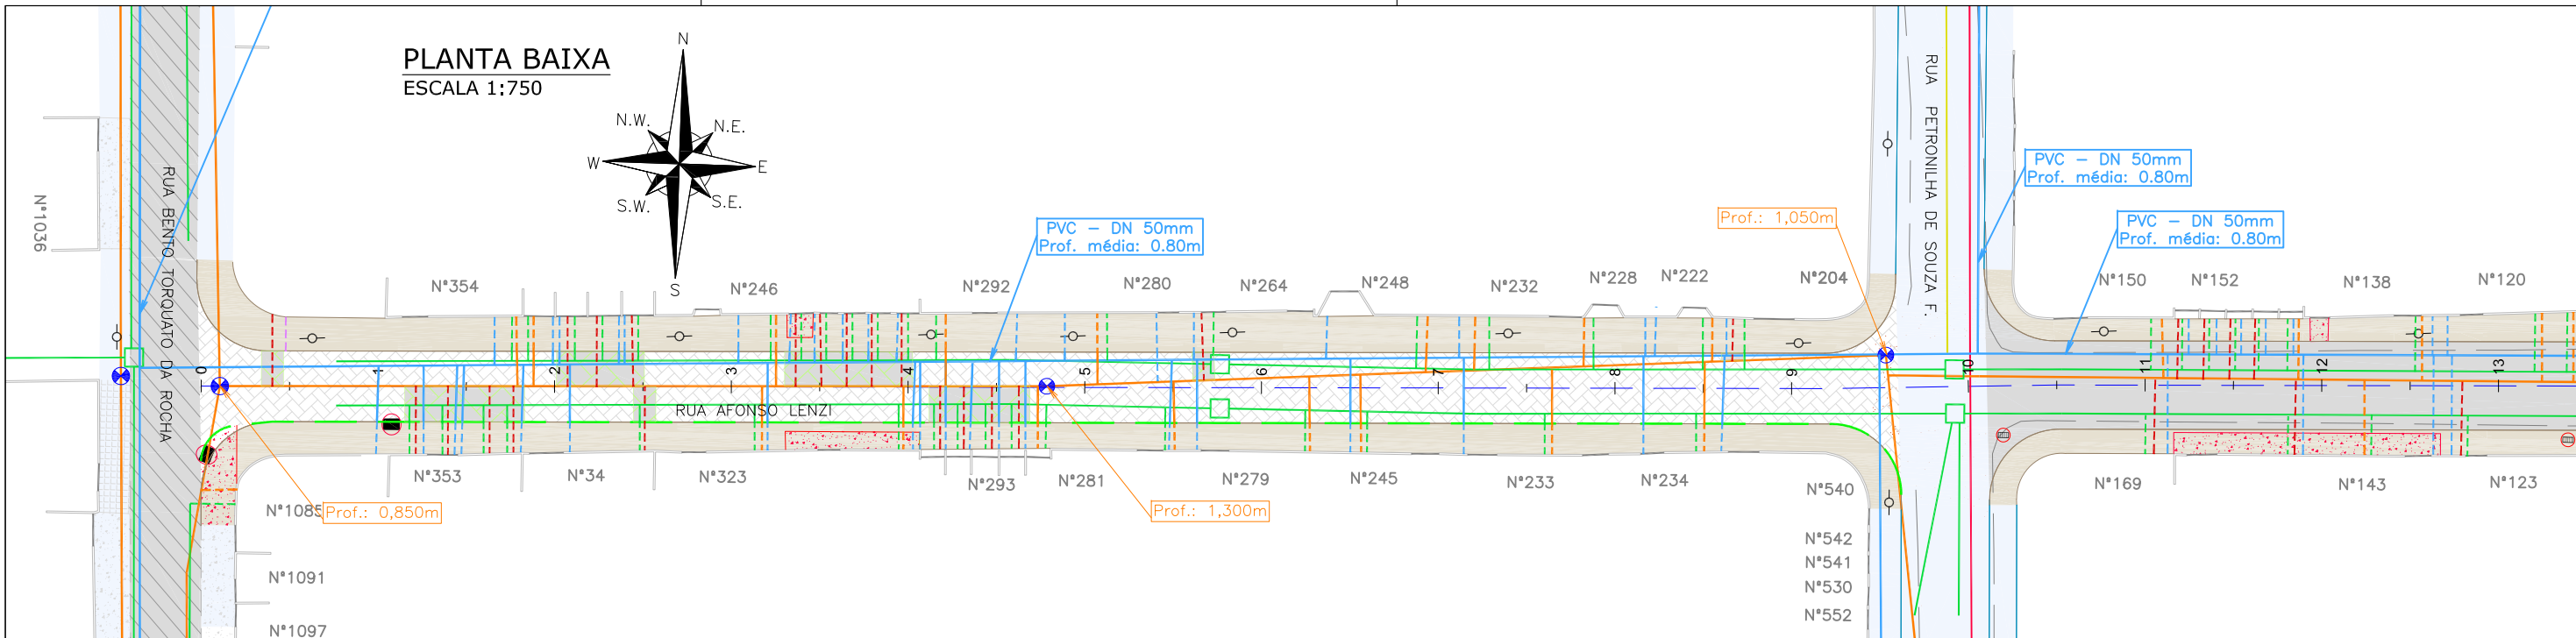 PLANTA BAIXA
ESCALA 1:750
N
N.W.
N.E.
W
E
S.W.
S.E.
S
RUA BENTO TORQUATO DA ROCHA
N°1036
PVC - DN 50mm
Prof. média: 0.80m
Prof.: 1,050m
RUA PETRONILHA DE SOUZA F.
PVC - DN 50mm
Prof. média: 0.80m
PVC - DN 50mm
Prof. média: 0.80m
N°354
N°246
N°292
N°280
N°264
N°248
N°232
N°228
N°222
N°204
N°150
N°152
N°138
N°120
0
1
2
3
4
5
6
7
8
9
10
11
12
13
RUA AFONSO LENZI
N°353
N°34
N°323
N°293
N°281
N°279
N°245
N°233
N°234
N°540
N°169
N°143
N°123
N°1085
Prof.: 0,850m
Prof.: 1,300m
N°542
N°541
N°530
N°552
N°1091
N°1097